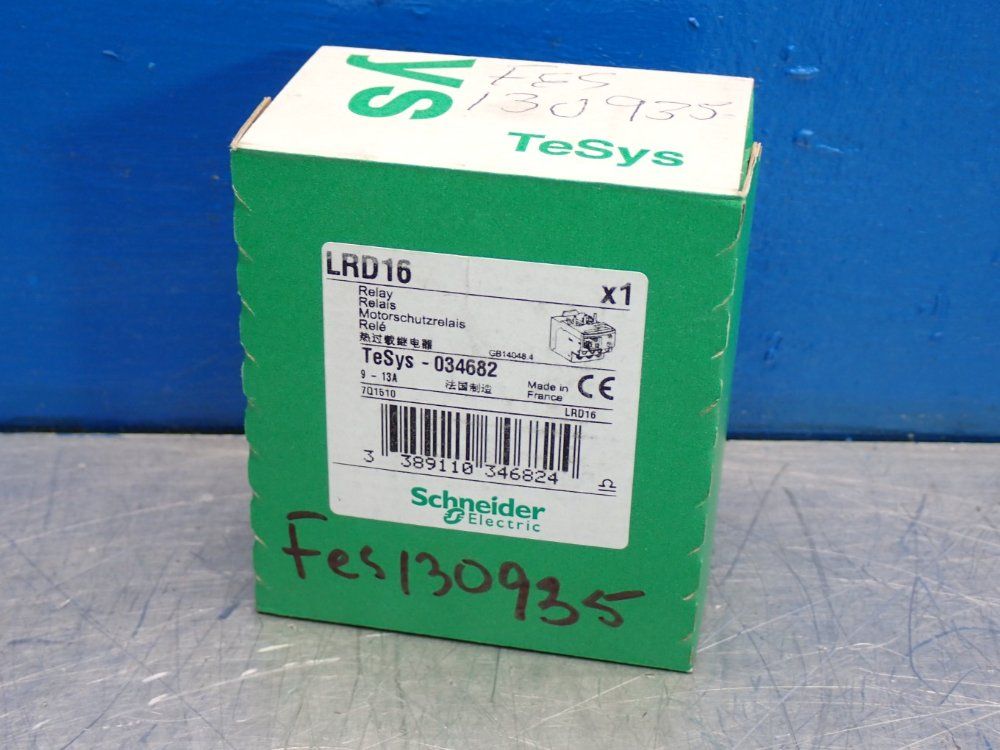 sys
FES
130935
TeSys
LRD16
x1
Relay
Relais
Motorschutzrelais
Relé
热过载继电器
GB14048.4
TeSys - 034682
9 - 13A
法国制造
Made in
France
CE
7Q1510
LRD16
3 389110 346824
Schneider
Electric
Fes130935